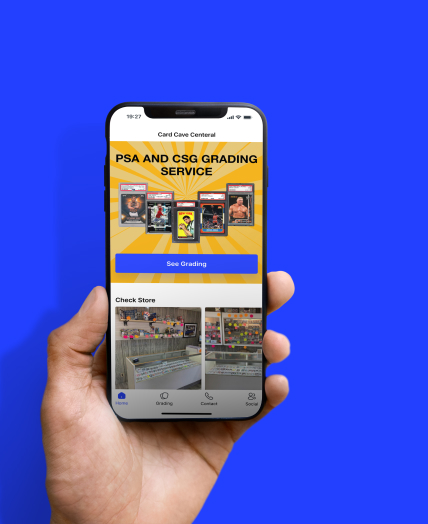 19:27
Card Cave Centeral
PSA AND CSG GRADING
SERVICE
See Grading
Check Store
Home
Grading
Contact
Social